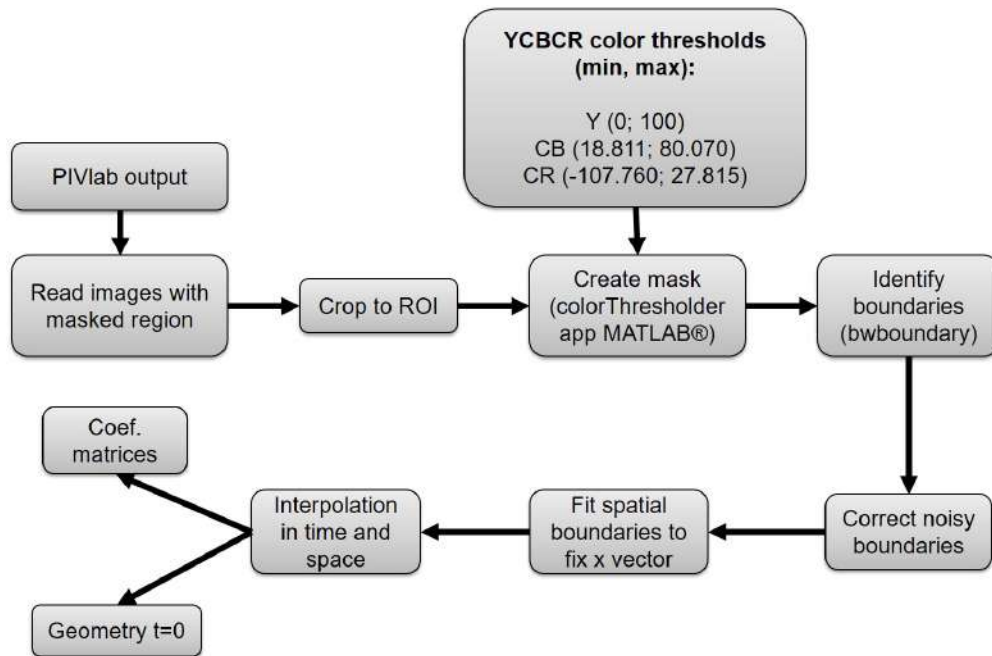 YCBCR color thresholds
(min, max):
Y (0; 100)
CB (18.811; 80.070)
CR (-107.760; 27.815)
PIVlab output
Read images with
masked region
Crop to ROI
Create mask
(colorThresholder
app MATLAB®)
Identify
boundaries
(bwboundary)
Correct noisy
boundaries
Fit spatial
boundaries to
fix x vector
Interpolation
in time and
space
Coef.
matrices
Geometry t=0